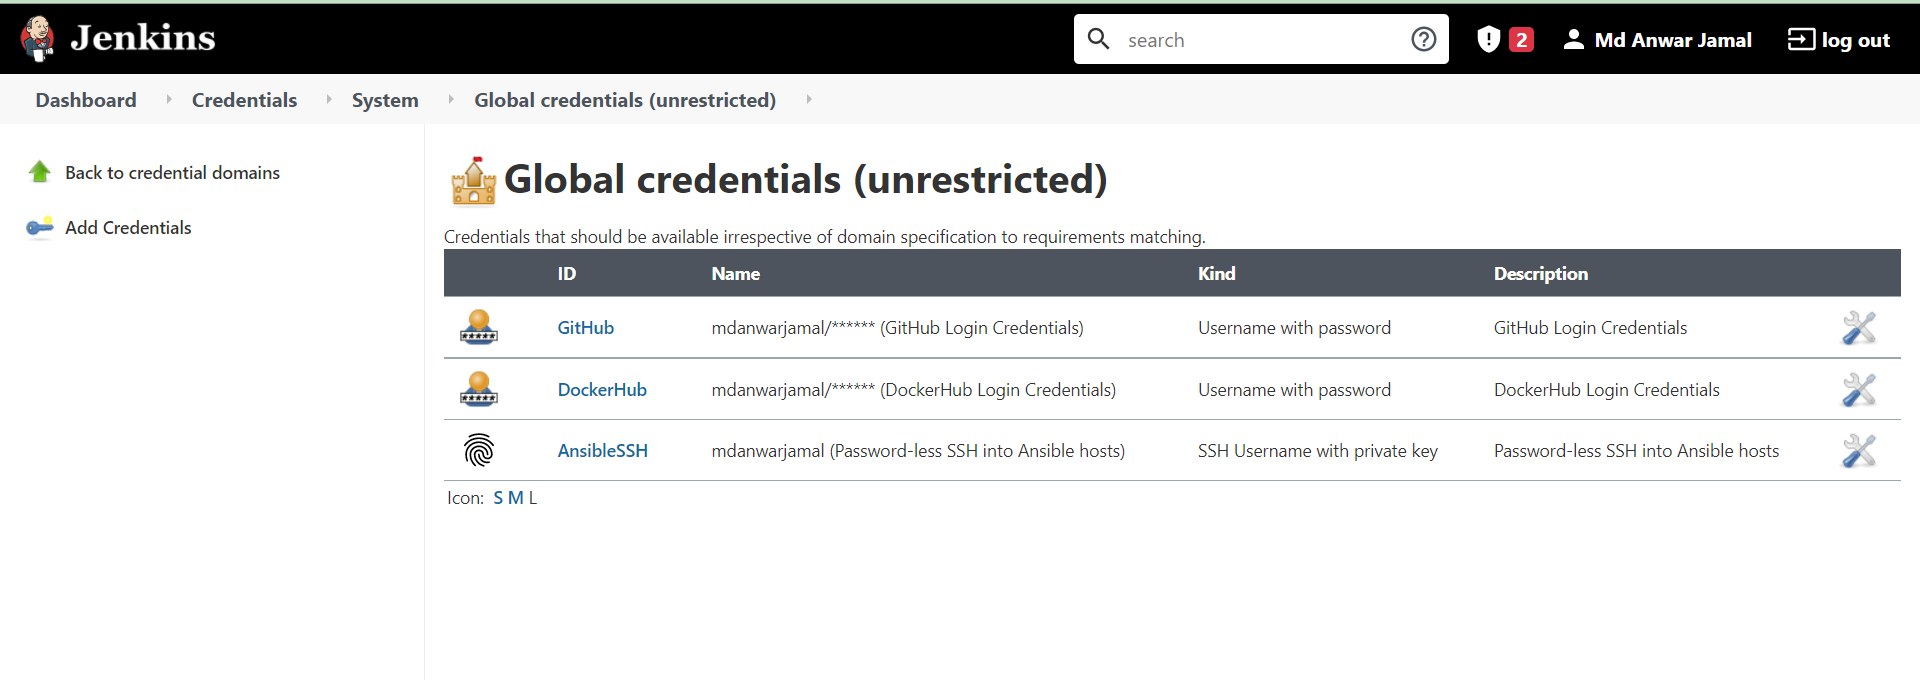 Jenkins
search
2
Md Anwar Jamal
log out
Dashboard Credentials System Global credentials (unrestricted)
Back to credential domains
Add Credentials
Global credentials (unrestricted)
Credentials that should be available irrespective of domain specification to requirements matching.
ID Name Kind Description
GitHub mdanwarjamal/****** (GitHub Login Credentials) Username with password GitHub Login Credentials
DockerHub mdanwarjamal/****** (DockerHub Login Credentials) Username with password DockerHub Login Credentials
AnsibleSSH mdanwarjamal (Password-less SSH into Ansible hosts) SSH Username with private key Password-less SSH into Ansible hosts
Icon: S M L